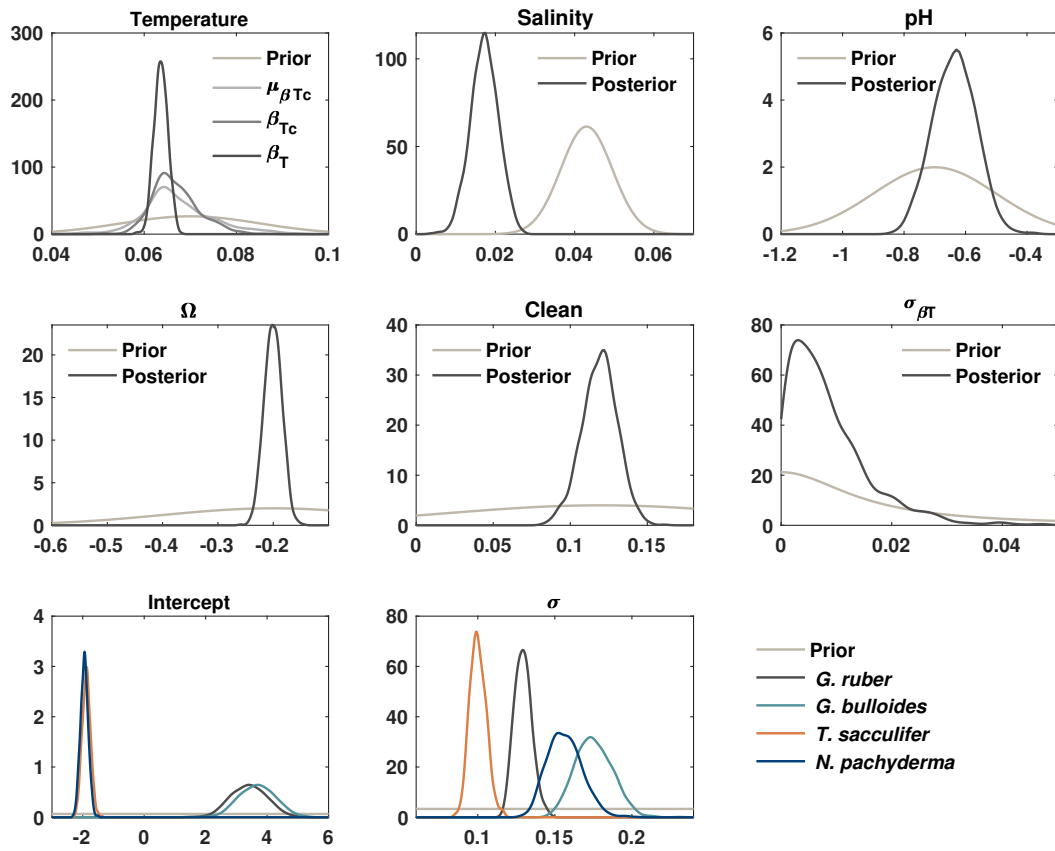 Temperature
300
200
100
0
0.04 0.06 0.08 0.1
Prior
μβTc
βTc
βT
Salinity
100
50
0
0 0.02 0.04 0.06
Prior
Posterior
pH
6
4
2
0
-1.2 -1 -0.8 -0.6 -0.4
Prior
Posterior
Ω
20
15
10
5
0
-0.6 -0.5 -0.4 -0.3 -0.2
Prior
Posterior
Clean
40
30
20
10
0
0 0.05 0.1 0.15
Prior
Posterior
σβT
80
60
40
20
0
0 0.02 0.04
Prior
Posterior
Intercept
4
3
2
1
0
-2 0 2 4 6
σ
80
60
40
20
0
0.1 0.15 0.2
Prior
G. ruber
G. bulloides
T. sacculifer
N. pachyderma